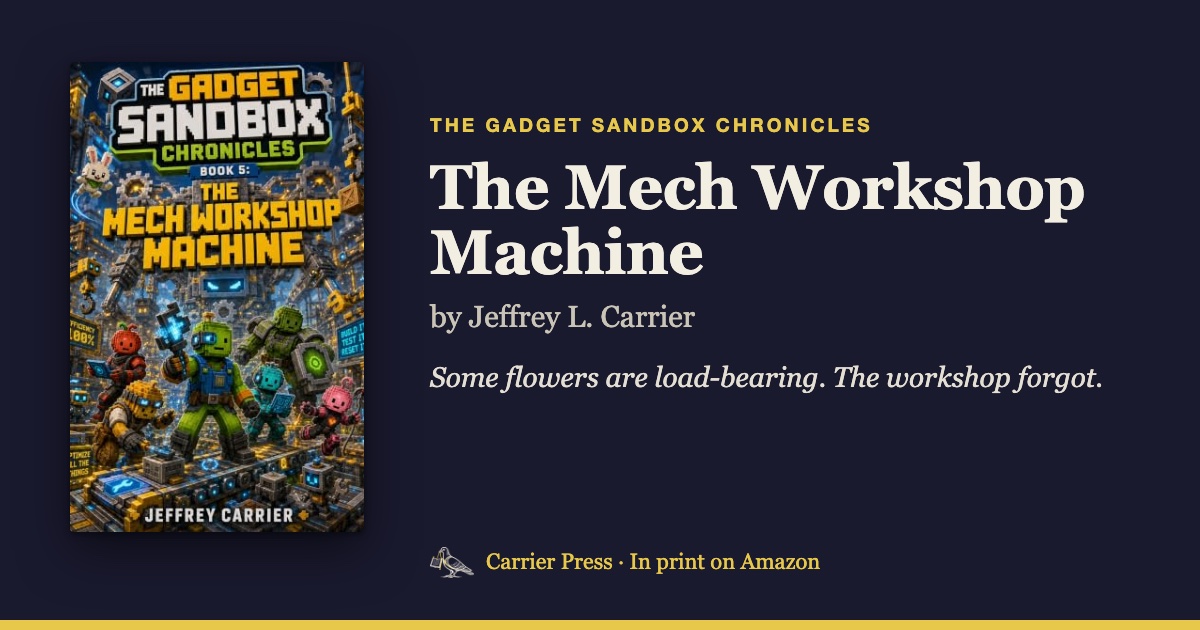 THE GADGET
SANDBOX
CHRONICLES
BOOK 5:
THE
MECH WORKSHOP
MACHINE
EFFICIENCY
100%
BUILD IT
TEST IT
RESET IT
ALL THE
THINGS
JEFFREY CARRIER
THE GADGET SANDBOX CHRONICLES
The Mech Workshop
Machine
by Jeffrey L. Carrier
Some flowers are load-bearing. The workshop forgot.
Carrier Press · In print on Amazon